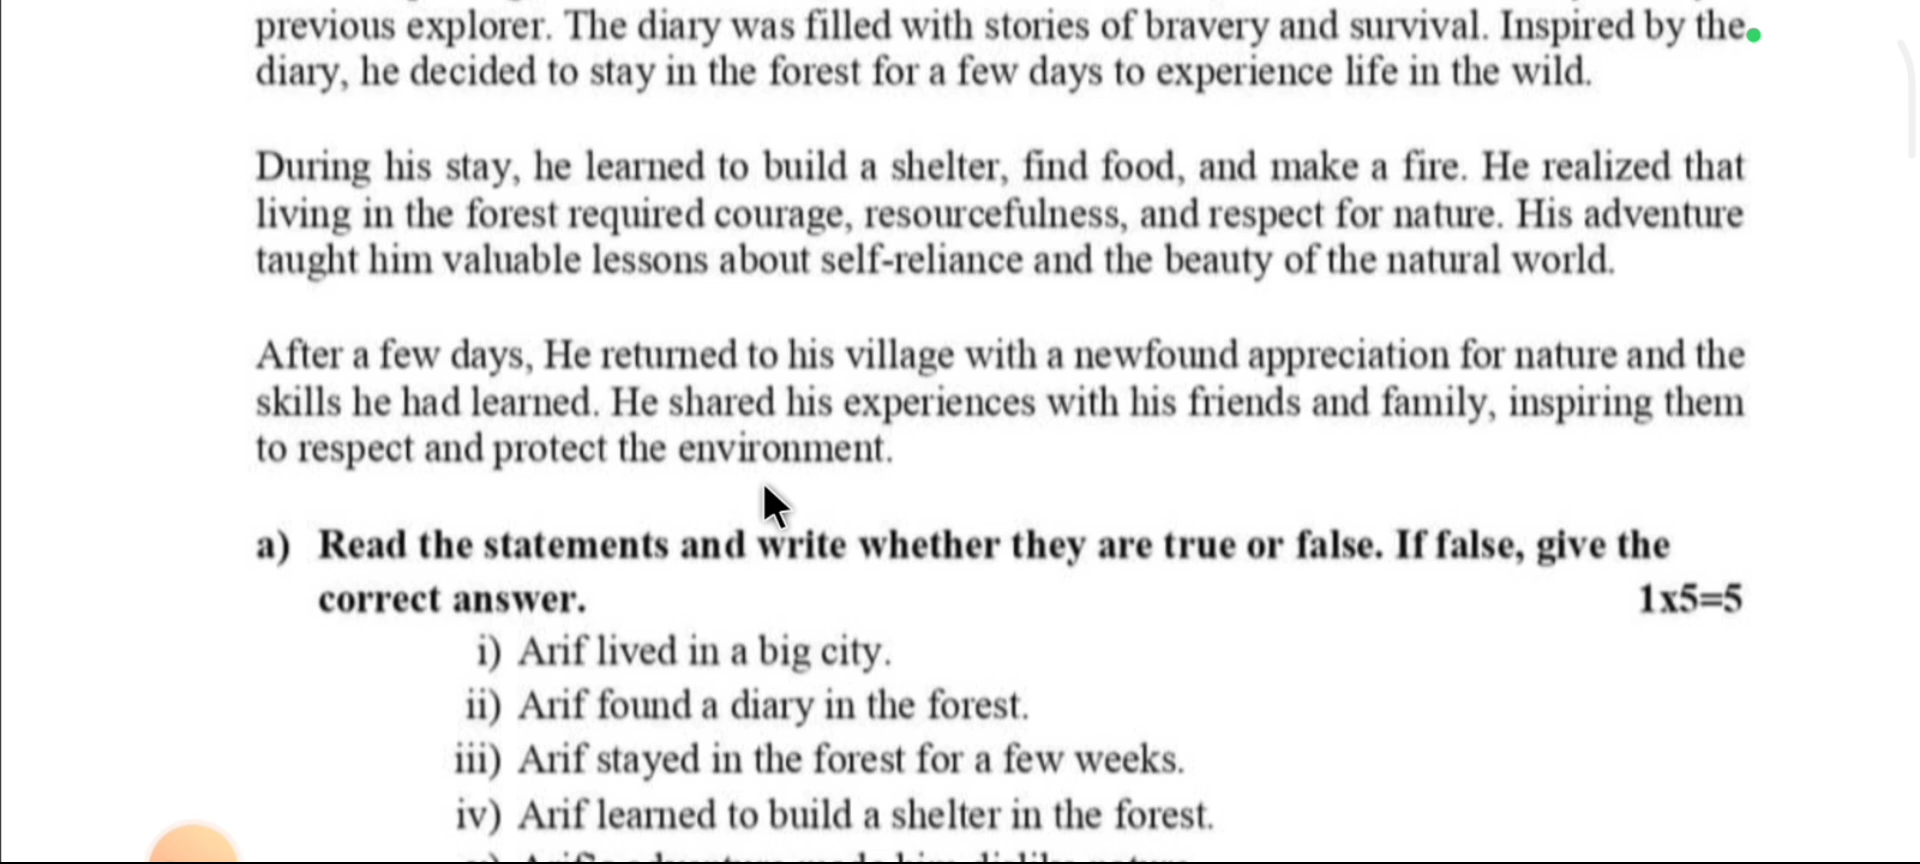 previous explorer. The diary was filled with stories of bravery and survival. Inspired by the
diary, he decided to stay in the forest for a few days to experience life in the wild.
During his stay, he learned to build a shelter, find food, and make a fire. He realized that
living in the forest required courage, resourcefulness, and respect for nature. His adventure
taught him valuable lessons about self-reliance and the beauty of the natural world.
After a few days, He returned to his village with a newfound appreciation for nature and the
skills he had learned. He shared his experiences with his friends and family, inspiring them
to respect and protect the environment.
a) Read the statements and write whether they are true or false. If false, give the
correct answer. 1x5=5
i) Arif lived in a big city.
ii) Arif found a diary in the forest.
iii) Arif stayed in the forest for a few weeks.
iv) Arif learned to build a shelter in the forest.